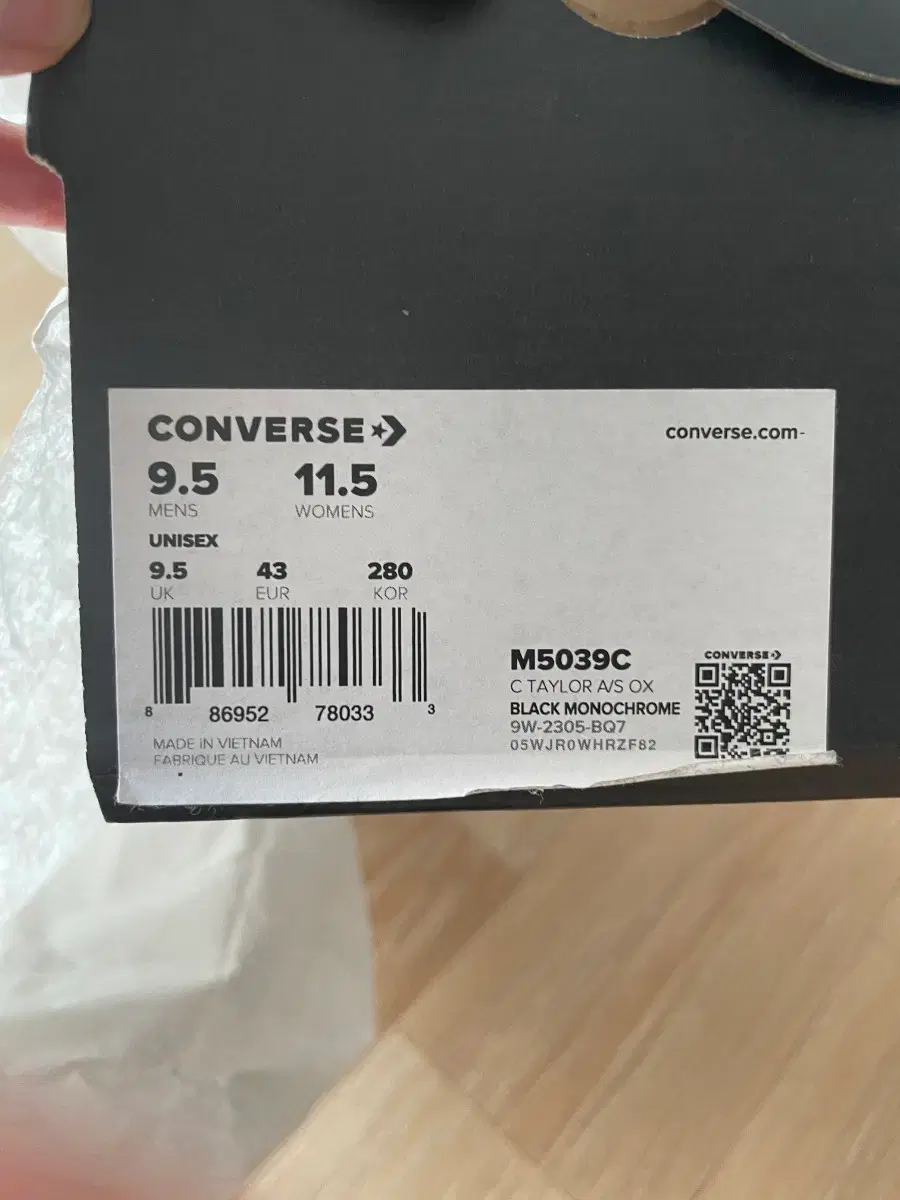 CONVERSE
converse.com-
9.5 11.5
MENS WOMENS
UNISEX
9.5 43 280
UK EUR KOR
8 86952 78033 3
MADE IN VIETNAM
FABRIQUE AU VIETNAM
M5039C
C TAYLOR A/S OX
BLACK MONOCHROME
9W-2305-BQ7
05WJR0WHRZF82
CONVERSE